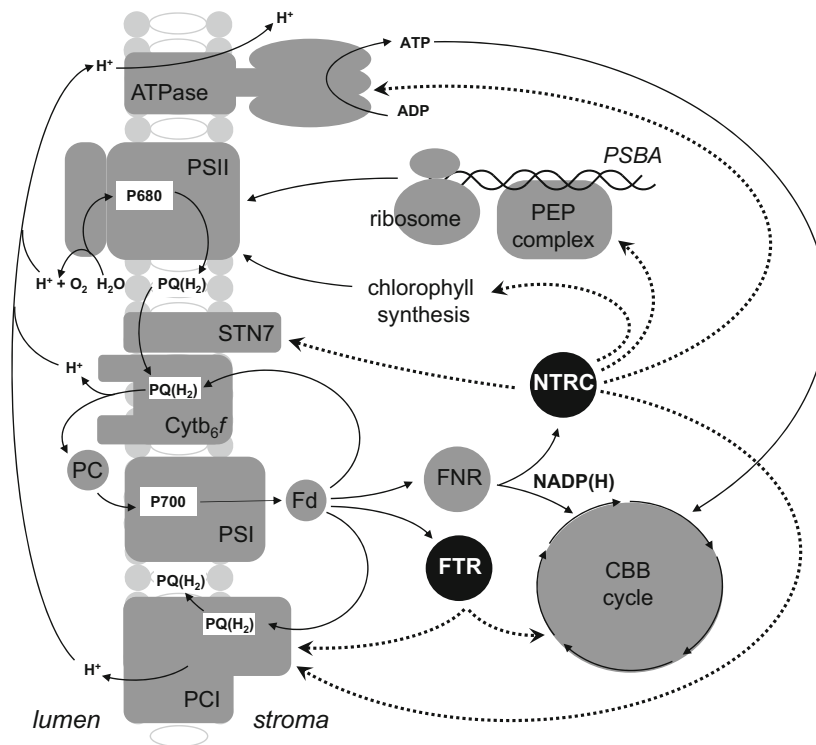 H⁺
H⁺
ATP
ATPase
ADP
PSII
PSBA
P680
ribosome
PEP
complex
H⁺ + O₂
H₂O
PQ(H₂)
chlorophyll
synthesis
STN7
H⁺
PQ(H₂)
NTRC
Cytb₆f
PC
FNR
NADP(H)
P700
Fd
PSI
FTR
CBB
cycle
PQ(H₂)
PQ(H₂)
H⁺
PCI
lumen
stroma